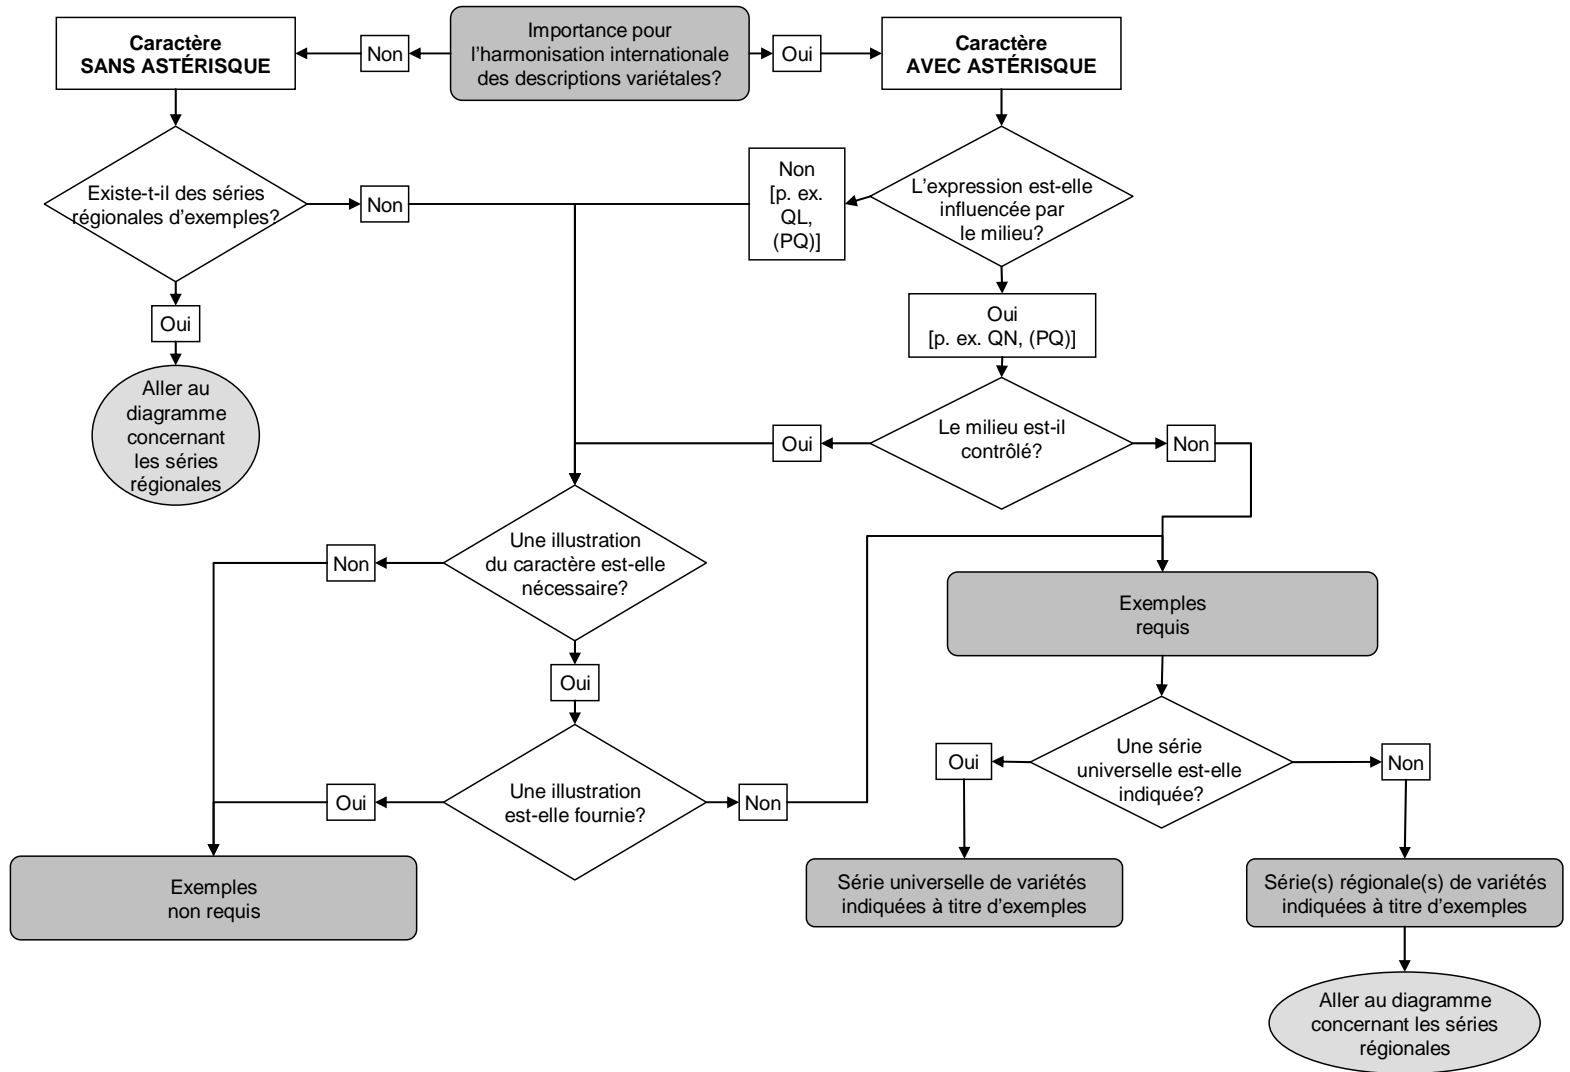 Importance pour
l'harmonisation internationale
des descriptions variétales?
Non
Oui
Caractère
SANS ASTÉRISQUE
Caractère
AVEC ASTÉRISQUE
Existe-t-il des séries
régionales d'exemples?
Non
Non
[p. ex.
QL,
(PQ)]
L'expression est-elle
influencée par
le milieu?
Oui
Oui
[p. ex. QN, (PQ)]
Aller au
diagramme
concernant
les séries
régionales
Oui
Le milieu est-il
contrôlé?
Non
Une illustration
du caractère est-elle
nécessaire?
Non
Exemples
requis
Oui
Une série
universelle est-elle
indiquée?
Oui
Non
Oui
Une illustration
est-elle fournie?
Non
Exemples
non requis
Série universelle de variétés
indiquées à titre d'exemples
Série(s) régionale(s) de variétés
indiquées à titre d'exemples
Aller au diagramme
concernant les séries
régionales